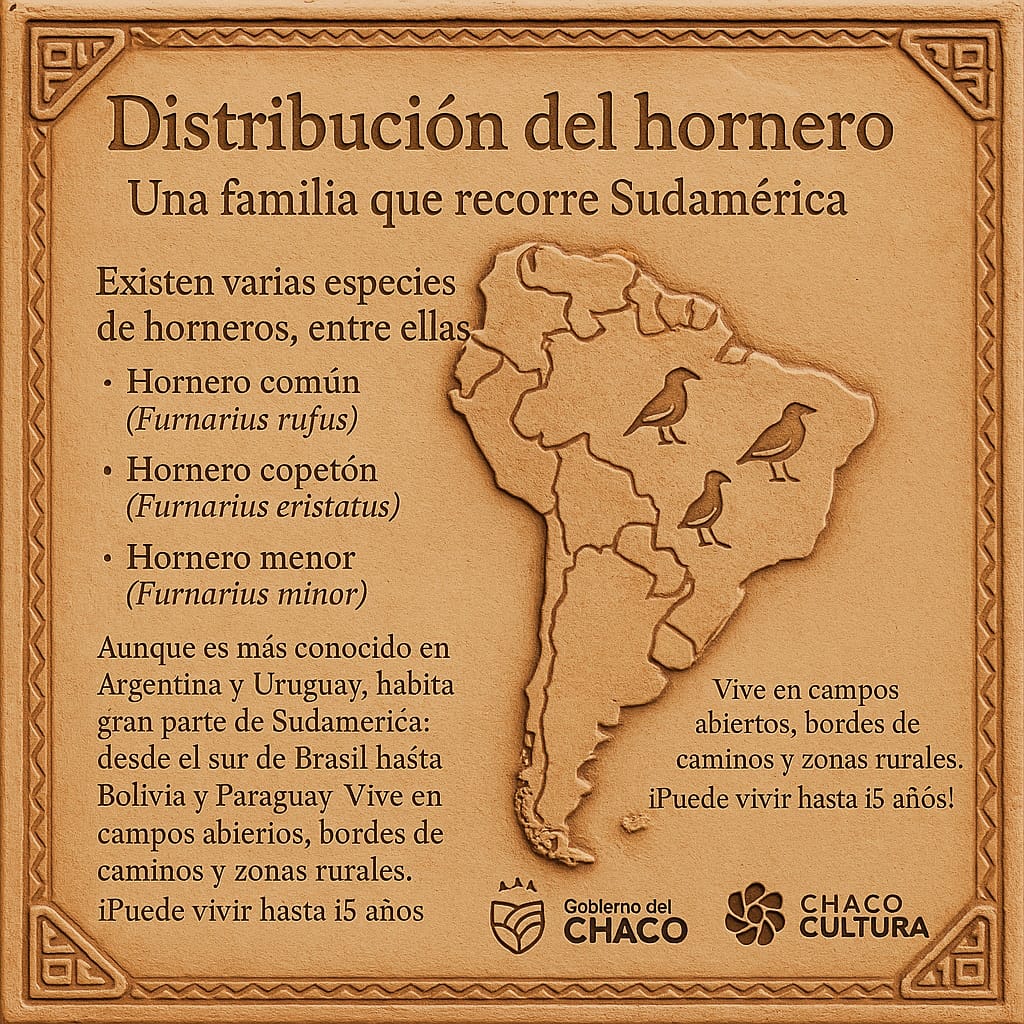 Distribución del hornero
Una familia que recorre Sudamérica
Existen varias especies
de horneros, entre ellas
• Hornero común
(Furnarius rufus)
• Hornero copetón
(Furnarius eristatus)
• Hornero menor
(Furnarius minor)
Aunque es más conocido en
Argentina y Uruguay, habita
gran parte de Sudamerića:
desde el sur de Brasil haśta
Bolivia y Paraguay Vive en
campos abierios, bordes de
caminos y zonas rurales.
¡Puede vivir hasta i5 años
Vive en campos
abiertos, bordes de
caminos y zonas rurales.
¡Puede vivir hasta i5 añós!
Gobierno del
CHACO
CHACO
CULTURA